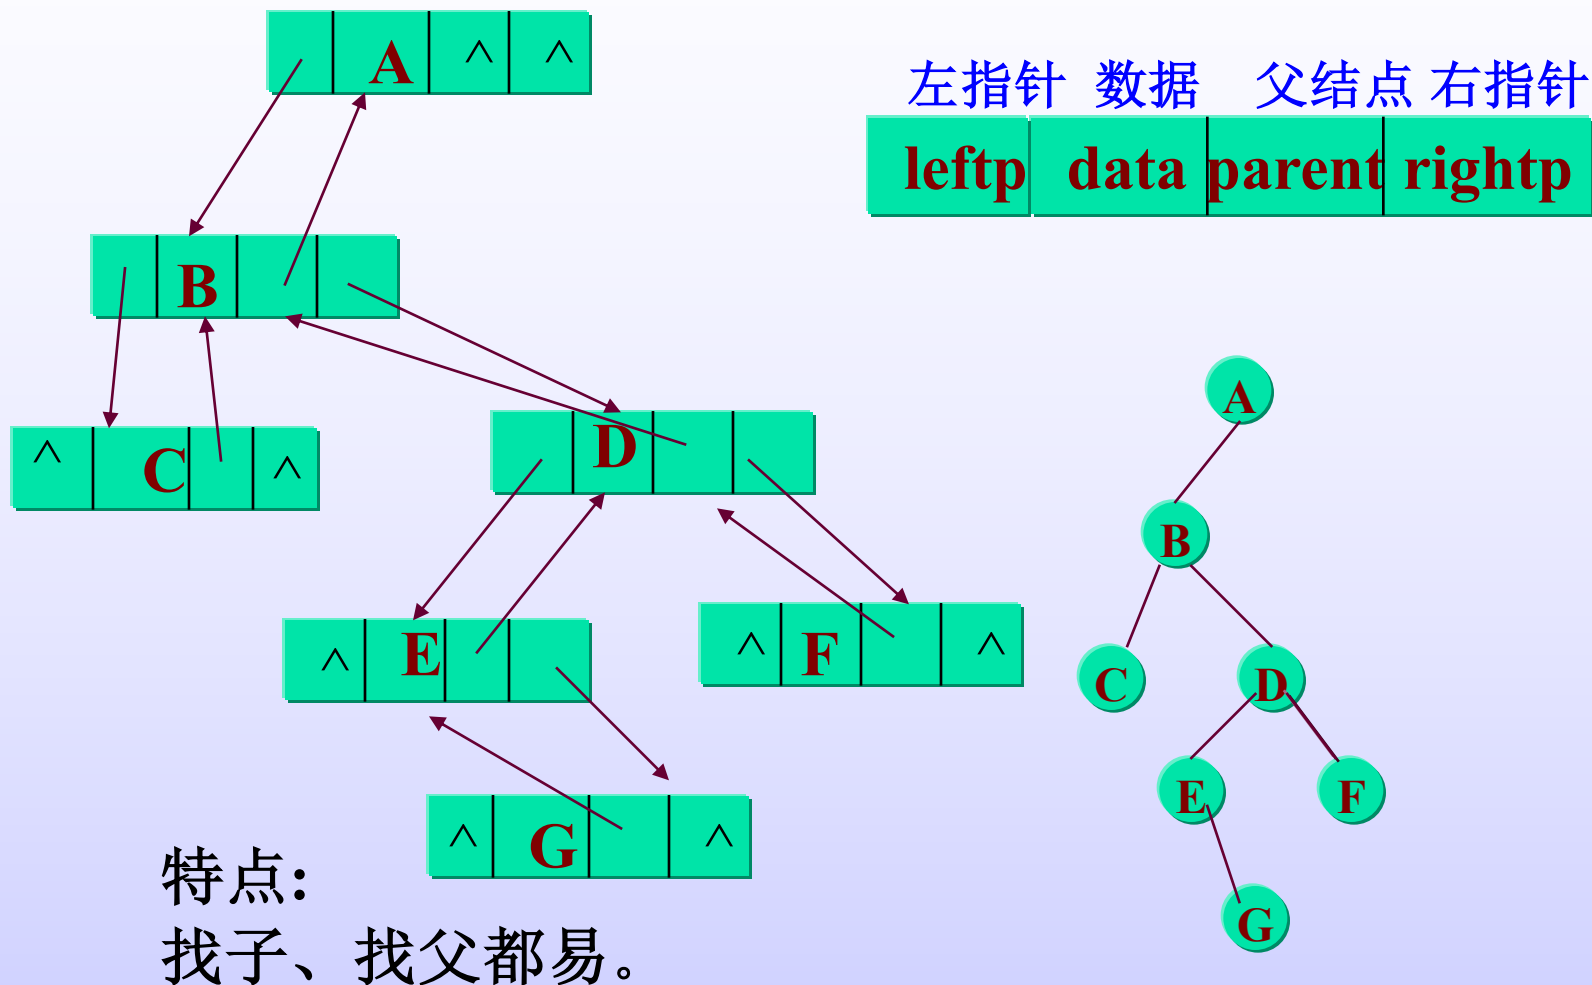 A ^ ^
左指针 数据 父结点 右指针
leftp data parent rightp
B
^ C ^
D
^ E
^ F ^
^ G ^
A
B
C D
E F
G
特点:
找子、找父都易。